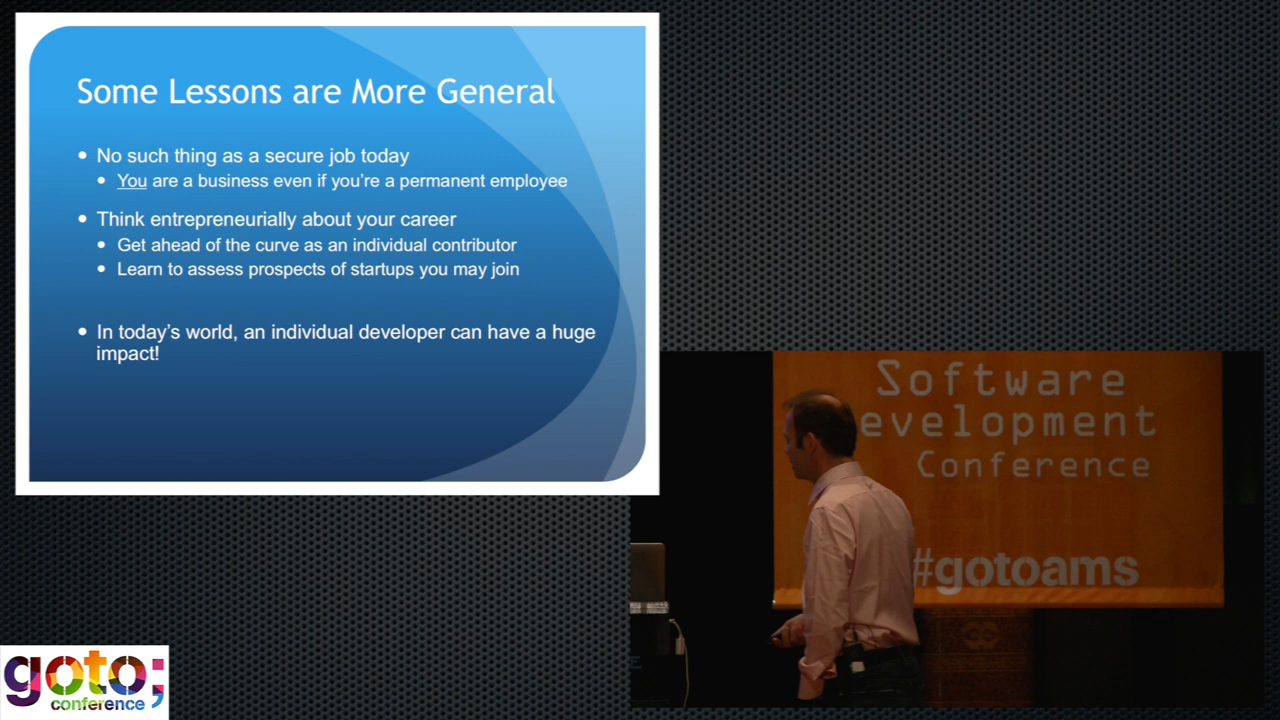 Some Lessons are More General
No such thing as a secure job today
You are a business even if you're a permanent employee
Think entrepreneurially about your career
Get ahead of the curve as an individual contributor
Learn to assess prospects of startups you may join
In today's world, an individual developer can have a huge
impact!
Software
evelopment
Conference
#gotoams
goto;
conference